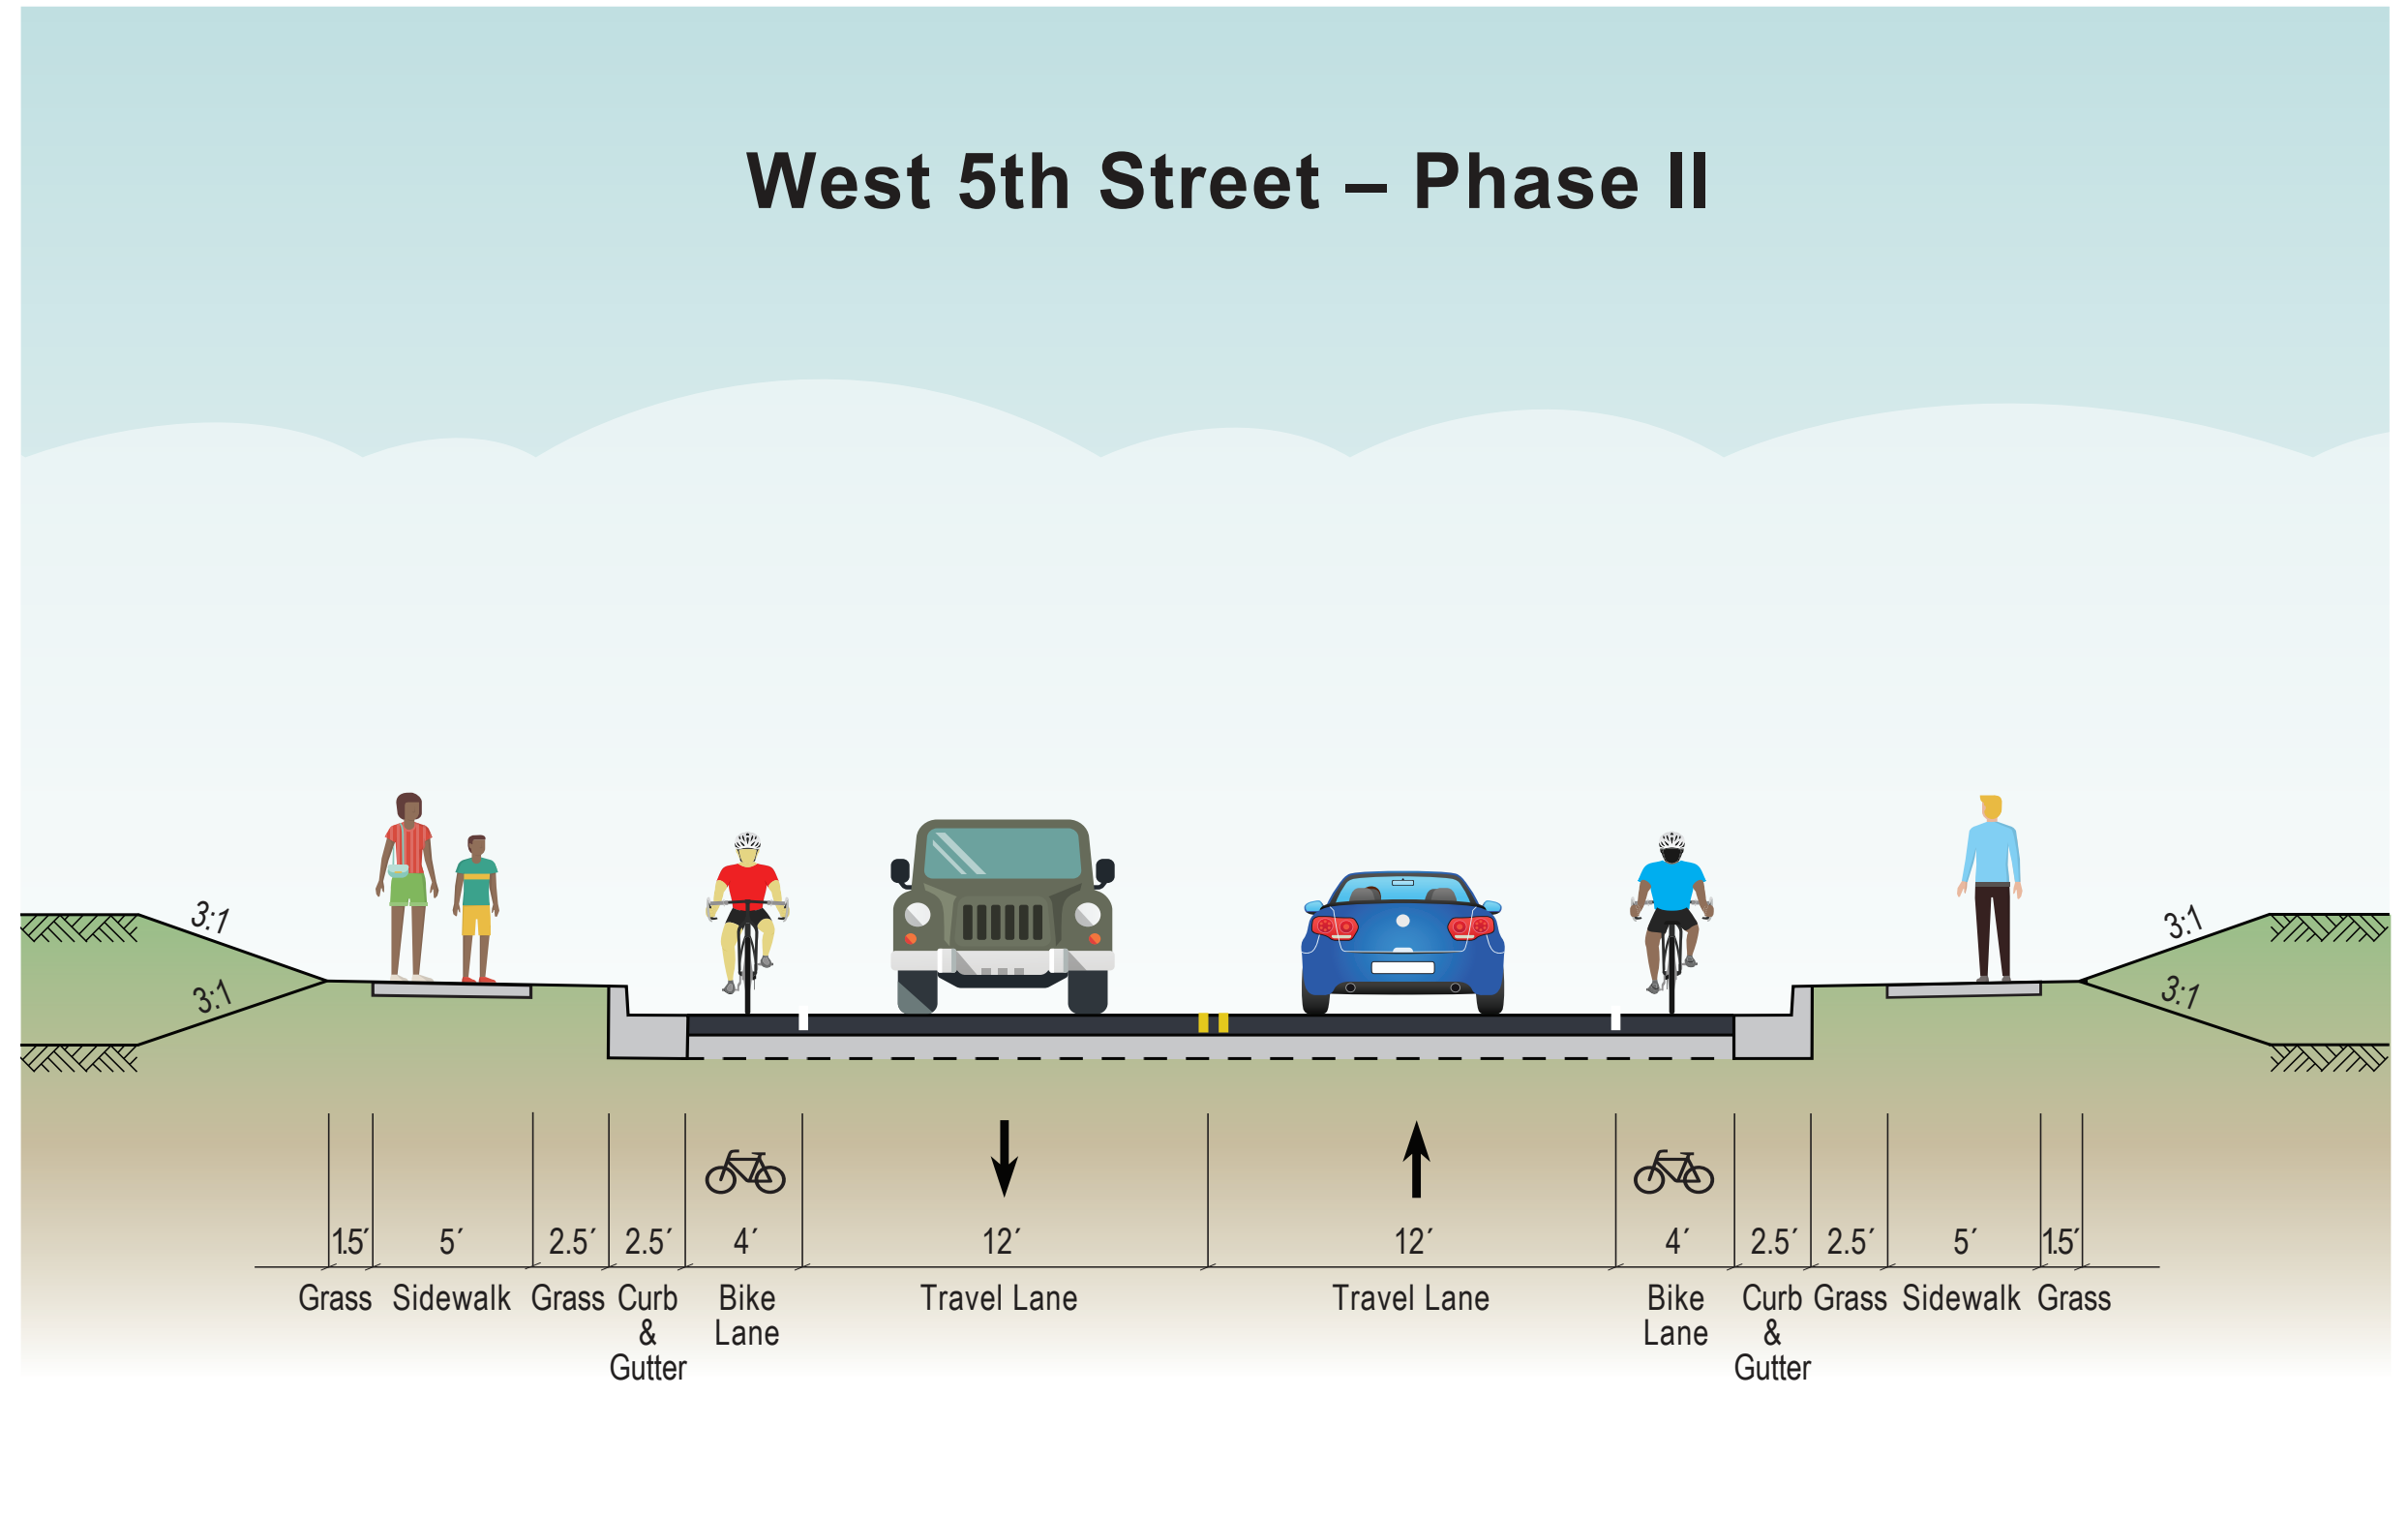 West 5th Street – Phase II
3:1
3:1
3:1
3:1
1.5´ 5´ 2.5´ 2.5´ 4´ 12´ 12´ 4´ 2.5´ 2.5´ 5´ 1.5´
Grass Sidewalk Grass Curb Bike Travel Lane Travel Lane Bike Curb Grass Sidewalk Grass
& Lane Lane &
Gutter Gutter